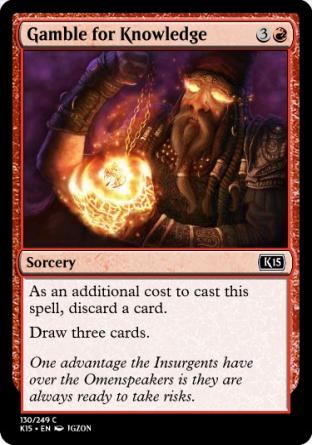 Gamble for Knowledge 3
Sorcery K15
As an additional cost to cast this
spell, discard a card.
Draw three cards.
One advantage the Insurgents have
over the Omenspeakers is they are
always ready to take risks.
130/249 C
K15 • EN IGZON